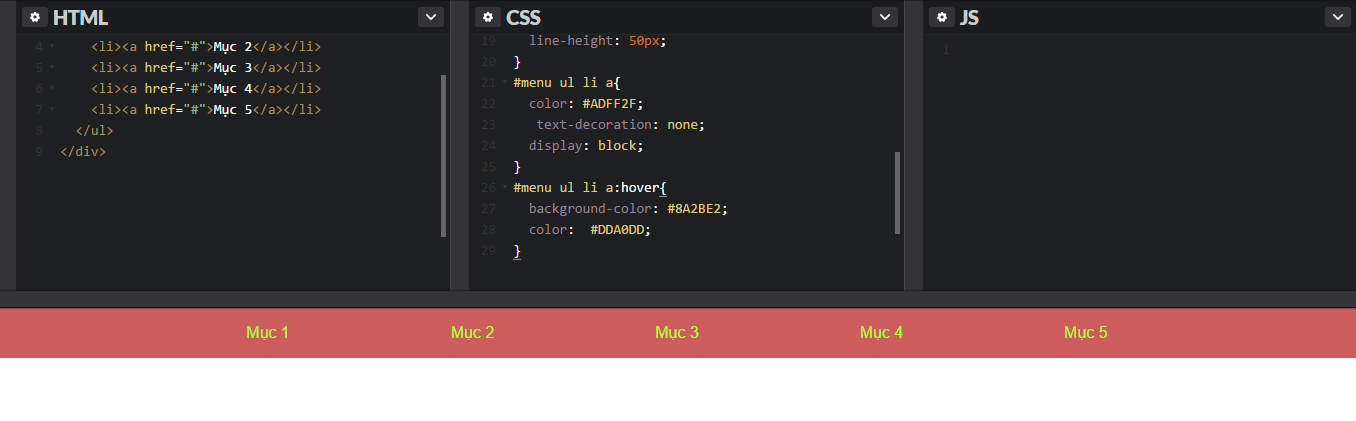 HTML
4 <li><a href="#">Mục 2</a></li>
5 <li><a href="#">Mục 3</a></li>
6 <li><a href="#">Mục 4</a></li>
7 <li><a href="#">Mục 5</a></li>
8 </ul>
9 </div>
CSS
19 line-height: 50px;
20 }
21 #menu ul li a{
22 color: #ADFF2F;
23 text-decoration: none;
24 display: block;
25 }
26 #menu ul li a:hover{
27 background-color: #8A2BE2;
28 color:  #DDA0DD;
29 }
JS
1
Mục 1 Mục 2 Mục 3 Mục 4 Mục 5